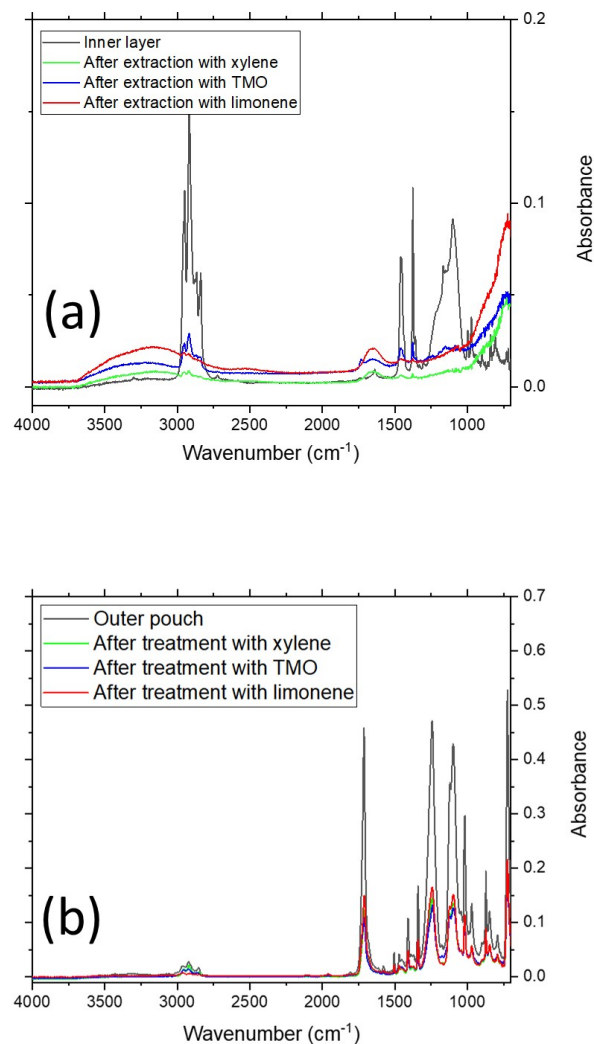 Inner layer
After extraction with xylene
After extraction with TMO
After extraction with limonene
(a)
0.2
0.1
0.0
Absorbance
4000 3500 3000 2500 2000 1500 1000
Wavenumber (cm-1)
Outer pouch
After treatment with xylene
After treatment with TMO
After treatment with limonene
(b)
0.7
0.6
0.5
0.4
0.3
0.2
0.1
0.0
Absorbance
4000 3500 3000 2500 2000 1500 1000
Wavenumber (cm-1)